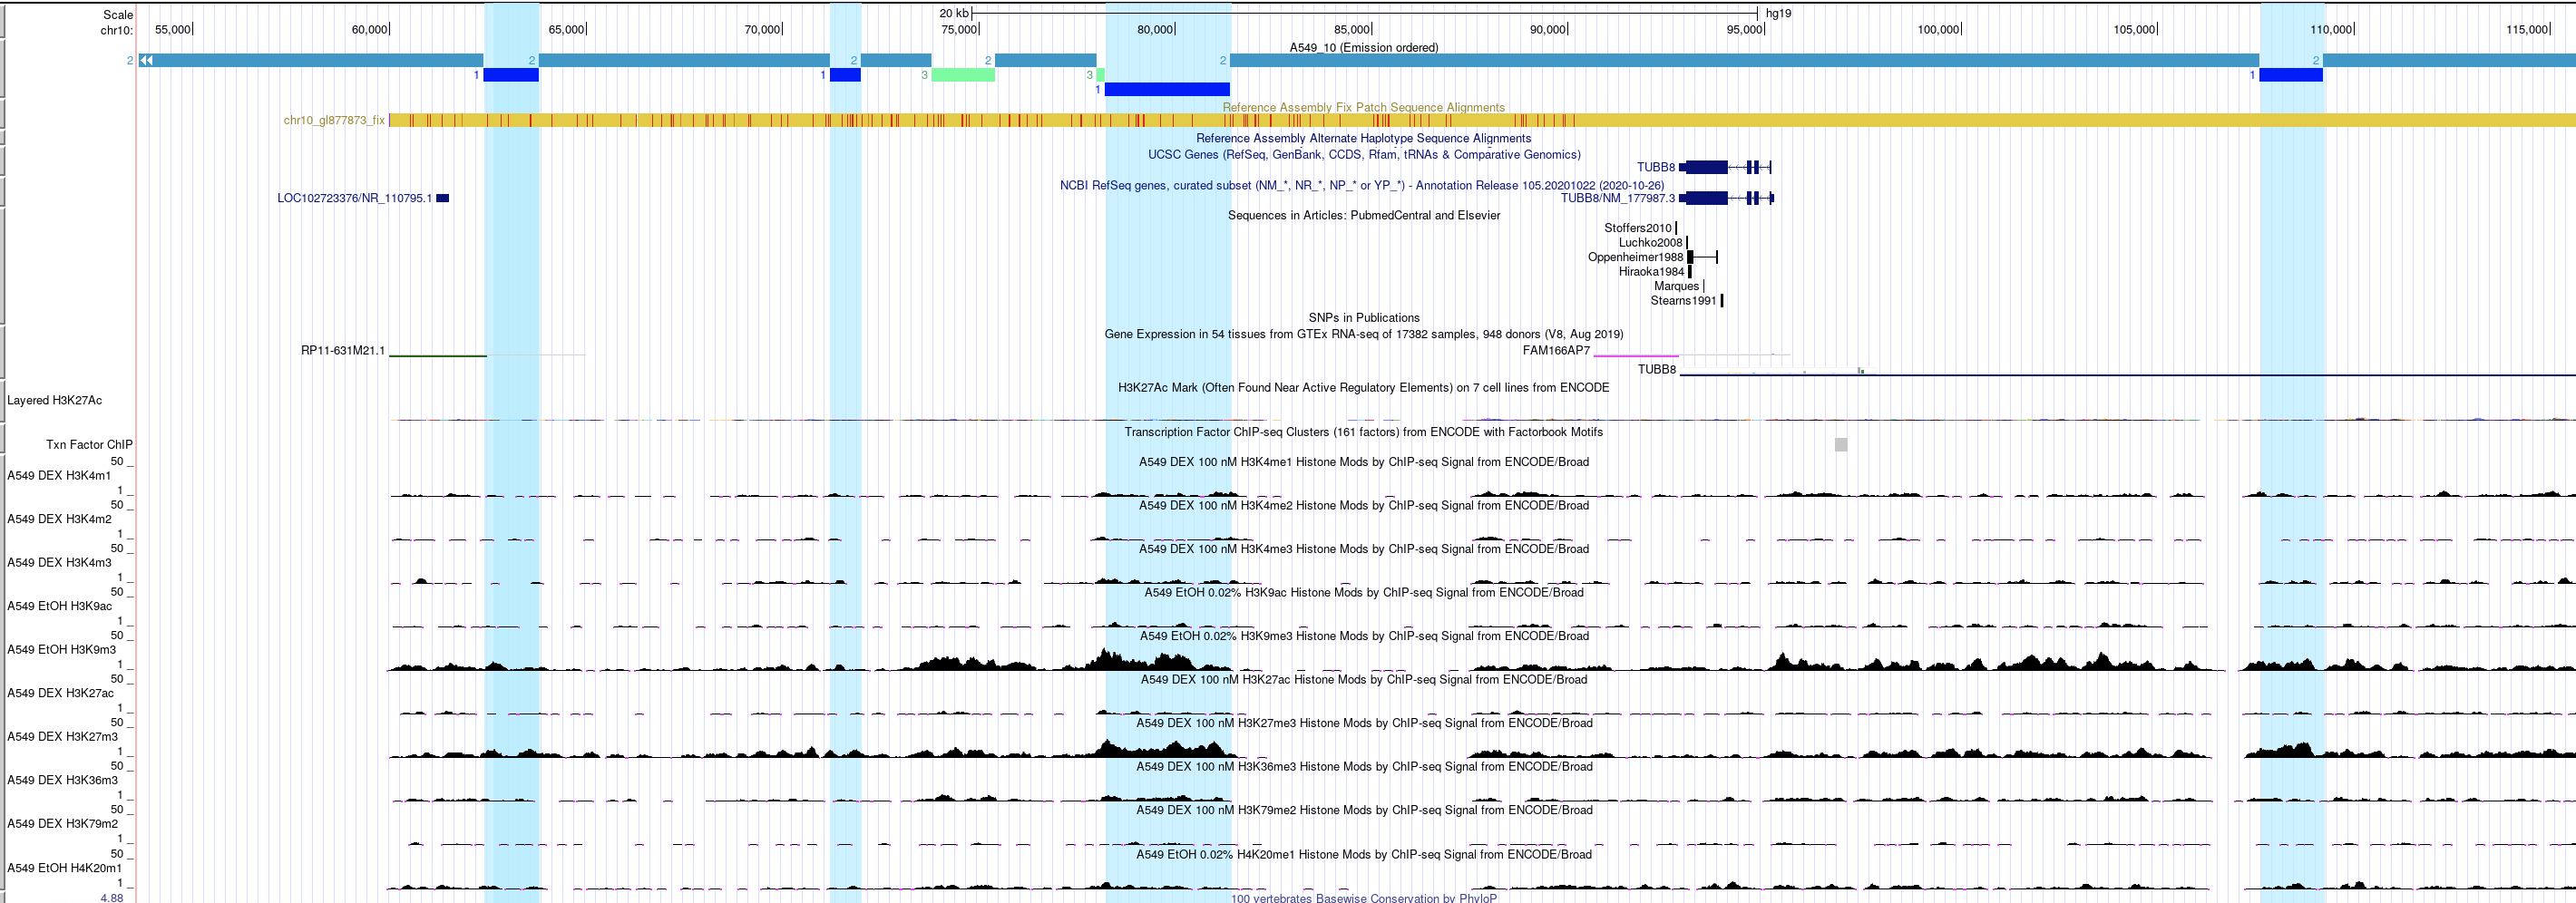 Scale 20 kb hg19
chr10: 55,000 60,000 65,000 70,000 75,000 80,000 85,000 90,000 95,000 100,000 105,000 110,000 115,000
A549_10 (Emission ordered)
2 2 2 2 2 2
1 1 3 3 1
1
Reference Assembly Fix Patch Sequence Alignments
chr10_gl877873_fix
Reference Assembly Alternate Haplotype Sequence Alignments
UCSC Genes (RefSeq, GenBank, CCDS, Rfam, tRNAs & Comparative Genomics)
TUBB8
NCBI RefSeq genes, curated subset (NM_*, NR_*, NP_* or YP_*) - Annotation Release 105.20201022 (2020-10-26)
LOC102723376/NR_110795.1 TUBB8/NM_177987.3
Sequences in Articles: PubmedCentral and Elsevier
Stoffers2010
Luchko2008
Oppenheimer1988
Hiraoka1984
Marques
Stearns1991
SNPs in Publications
Gene Expression in 54 tissues from GTEx RNA-seq of 17382 samples, 948 donors (V8, Aug 2019)
RP11-631M21.1 FAM166AP7
TUBB8
H3K27Ac Mark (Often Found Near Active Regulatory Elements) on 7 cell lines from ENCODE
Layered H3K27Ac
Transcription Factor ChIP-seq Clusters (161 factors) from ENCODE with Factorbook Motifs
Txn Factor ChIP
50 _ A549 DEX 100 nM H3K4me1 Histone Mods by ChIP-seq Signal from ENCODE/Broad
A549 DEX H3K4m1
1 _
50 _ A549 DEX 100 nM H3K4me2 Histone Mods by ChIP-seq Signal from ENCODE/Broad
A549 DEX H3K4m2
1 _
50 _ A549 DEX 100 nM H3K4me3 Histone Mods by ChIP-seq Signal from ENCODE/Broad
A549 DEX H3K4m3
1 _
50 _ A549 EtOH 0.02% H3K9ac Histone Mods by ChIP-seq Signal from ENCODE/Broad
A549 EtOH H3K9ac
1 _
50 _ A549 EtOH 0.02% H3K9me3 Histone Mods by ChIP-seq Signal from ENCODE/Broad
A549 EtOH H3K9m3
1 _
50 _ A549 DEX 100 nM H3K27ac Histone Mods by ChIP-seq Signal from ENCODE/Broad
A549 DEX H3K27ac
1 _
50 _ A549 DEX 100 nM H3K27me3 Histone Mods by ChIP-seq Signal from ENCODE/Broad
A549 DEX H3K27m3
1 _
50 _ A549 DEX 100 nM H3K36me3 Histone Mods by ChIP-seq Signal from ENCODE/Broad
A549 DEX H3K36m3
1 _
50 _ A549 DEX 100 nM H3K79me2 Histone Mods by ChIP-seq Signal from ENCODE/Broad
A549 DEX H3K79m2
1 _
50 _ A549 EtOH 0.02% H4K20me1 Histone Mods by ChIP-seq Signal from ENCODE/Broad
A549 EtOH H4K20m1
1 _
4.88 100 vertebrates Basewise Conservation by PhyloP